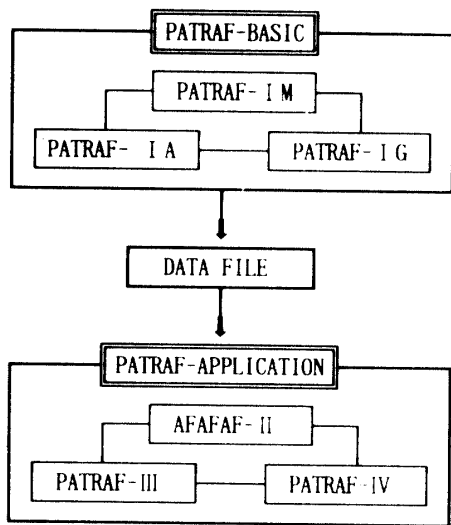 PATRAF-BASIC
PATRAF-I M
PATRAF- I A
PATRAF-I G
DATA FILE
PATRAF-APPLICATION
AFAFAF-II
PATRAF-III
PATRAF-IV